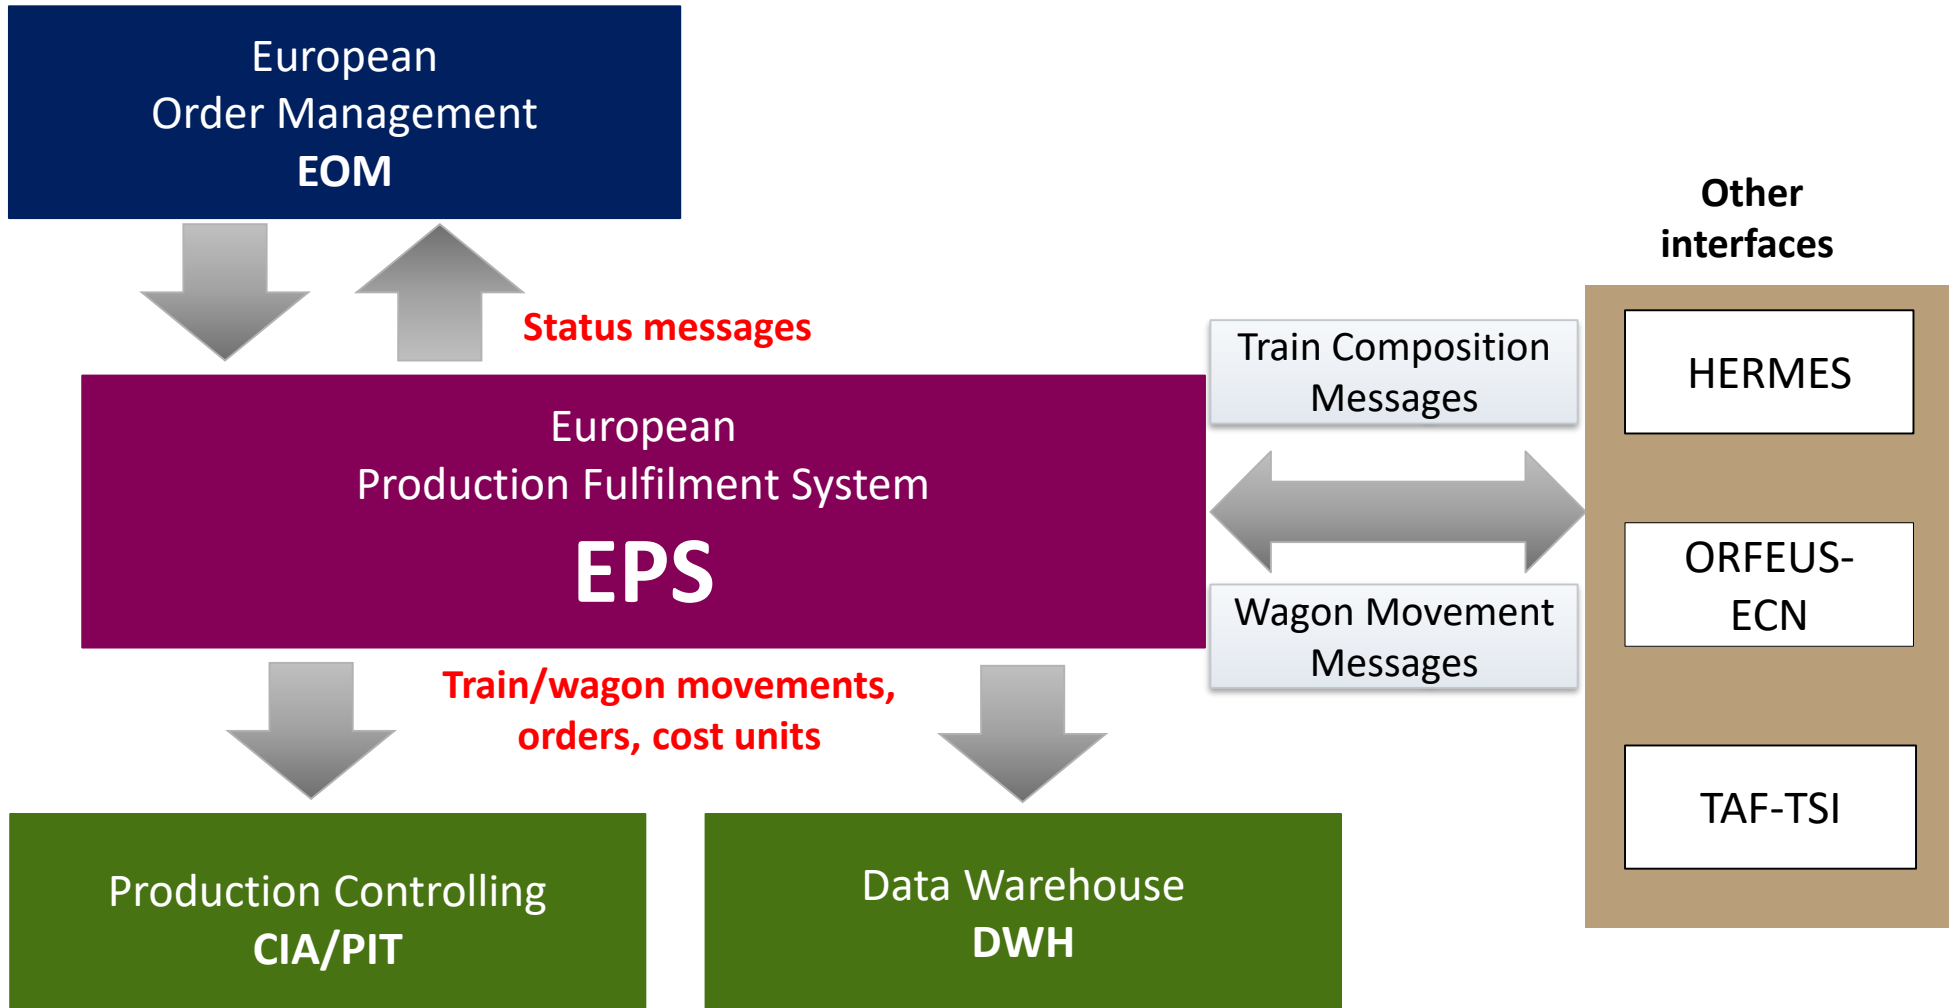 European
Order Management
EOM
Other
interfaces
Status messages
Train Composition
Messages
HERMES
European
Production Fulfilment System
EPS
ORFEUS-
ECN
Wagon Movement
Messages
Train/wagon movements,
orders, cost units
TAF-TSI
Production Controlling
CIA/PIT
Data Warehouse
DWH